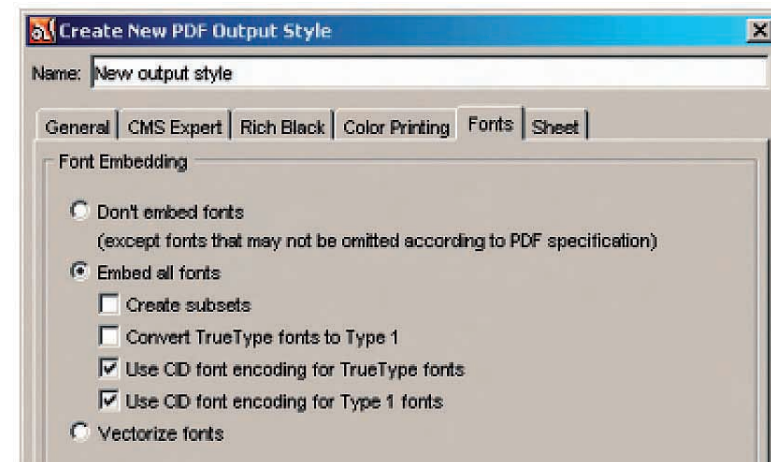 Create New PDF Output Style
Name: New output style
General CMS Expert Rich Black Color Printing Fonts Sheet
Font Embedding
Don't embed fonts
(except fonts that may not be omitted according to PDF specification)
Embed all fonts
Create subsets
Convert TrueType fonts to Type 1
Use CID font encoding for TrueType fonts
Use CID font encoding for Type 1 fonts
Vectorize fonts